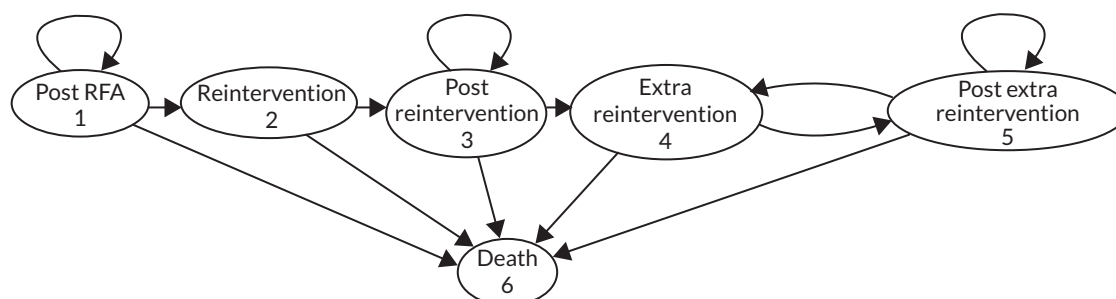 Post RFA
1
Reintervention
2
Post
reintervention
3
Extra
reintervention
4
Post extra
reintervention
5
Death
6